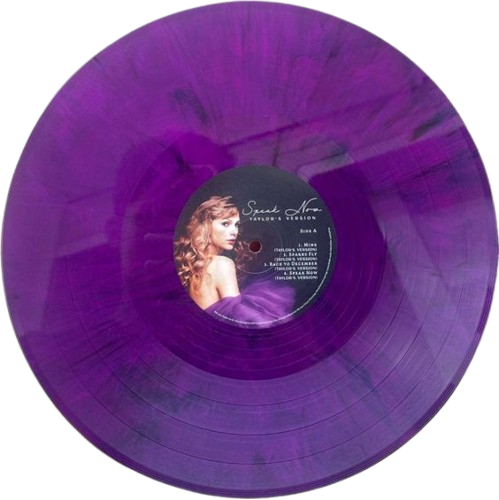 Speak Now
TAYLOR'S VERSION
SIDE A
1. MINE
(TAYLOR'S VERSION)
2. SPARKS FLY
(TAYLOR'S VERSION)
3. BACK TO DECEMBER
(TAYLOR'S VERSION)
4. SPEAK NOW
(TAYLOR'S VERSION)